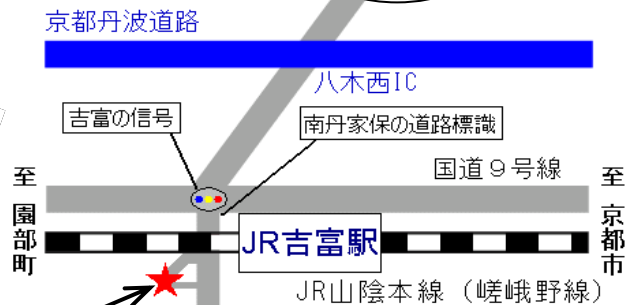 京都丹波道路
八木西IC
吉富の信号
南丹家保の道路標識
国道９号線
至園部町
至京都市
JR吉富駅
JR山陰本線（嵯峨野線）